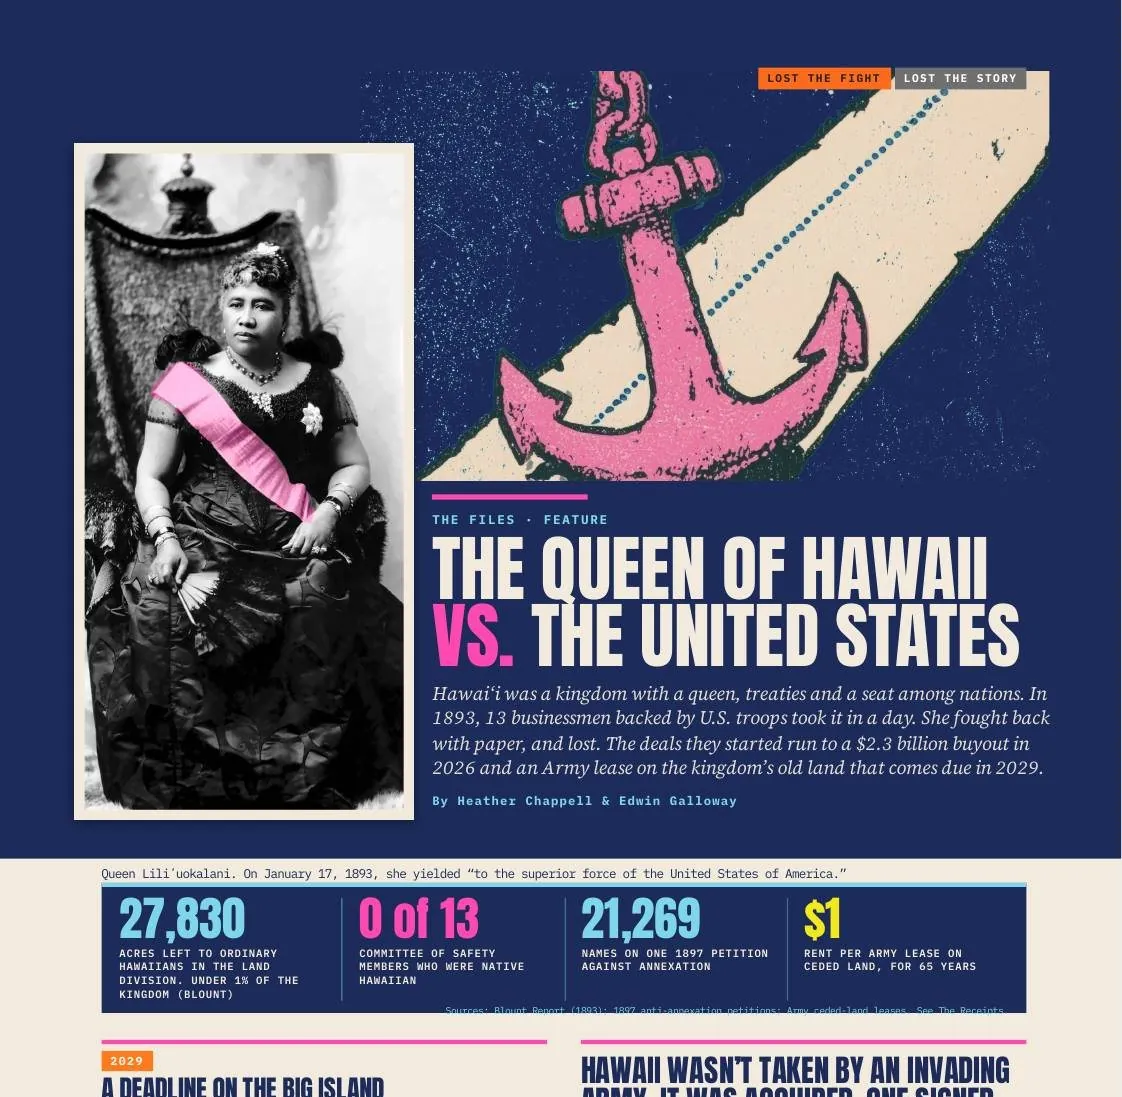 LOST THE FIGHT
LOST THE STORY
THE FILES · FEATURE
THE QUEEN OF HAWAII
VS. THE UNITED STATES
Hawaiʻi was a kingdom with a queen, treaties and a seat among nations. In
1893, 13 businessmen backed by U.S. troops took it in a day. She fought back
with paper, and lost. The deals they started run to a $2.3 billion buyout in
2026 and an Army lease on the kingdom’s old land that comes due in 2029.
By Heather Chappell & Edwin Galloway
Queen Liliʻuokalani. On January 17, 1893, she yielded “to the superior force of the United States of America.”
27,830
ACRES LEFT TO ORDINARY
HAWAIIANS IN THE LAND
DIVISION. UNDER 1% OF THE
KINGDOM (BLOUNT)
0 of 13
COMMITTEE OF SAFETY
MEMBERS WHO WERE NATIVE
HAWAIIAN
21,269
NAMES ON ONE 1897 PETITION
AGAINST ANNEXATION
$1
RENT PER ARMY LEASE ON
CEDED LAND, FOR 65 YEARS
Sources: Blount Report (1893); 1897 anti-annexation petitions; Army ceded-land leases. See The Receipts.
2029
A DEADLINE ON THE BIG ISLAND
HAWAII WASN’T TAKEN BY AN INVADING
ARMY. IT WAS ACQUIRED, ONE SIGNED